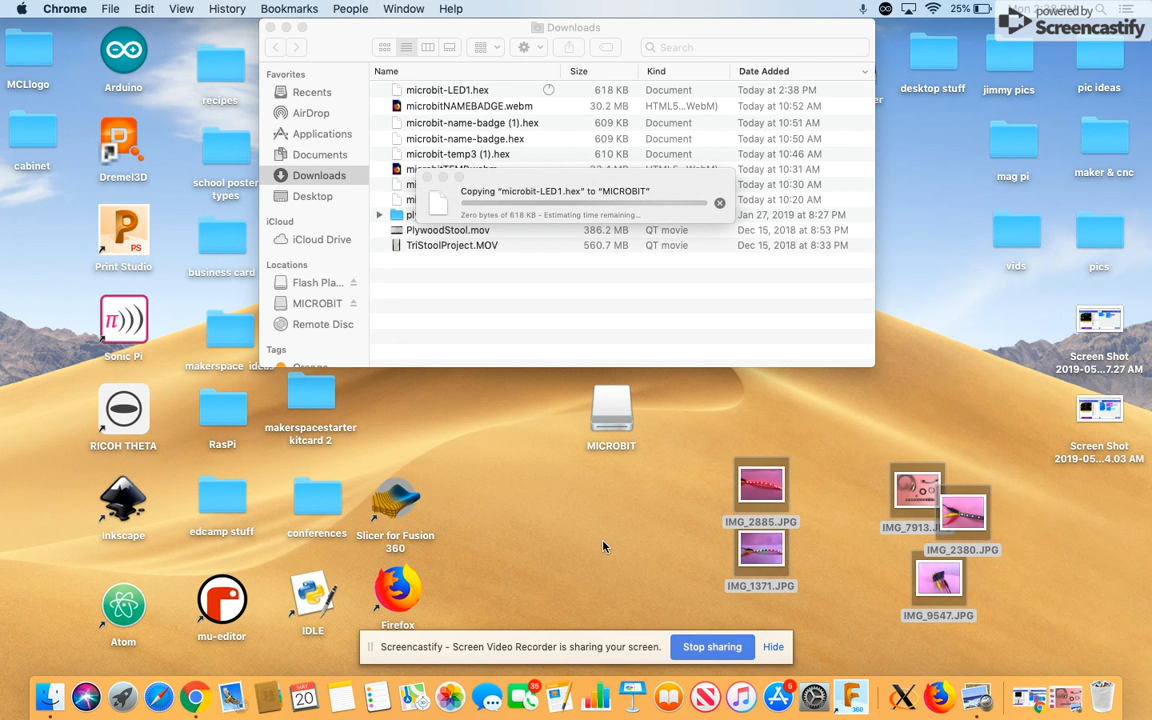 Chrome File Edit View History Bookmarks People Window Help
25%
powered by
Screencastify
Downloads
Search
Favorites
Recents
AirDrop
Applications
Documents
Downloads
Desktop
iCloud
iCloud Drive
Locations
Flash Pla...
MICROBIT
Remote Disc
Tags
Orange
Name Size Kind Date Added
microbit-LED1.hex 618 KB Document Today at 2:38 PM
microbitNAMEBADGE.webm 30.2 MB HTML5...WebM) Today at 10:52 AM
microbit-name-badge (1).hex 609 KB Document Today at 10:51 AM
microbit-name-badge.hex 609 KB Document Today at 10:50 AM
microbit-temp3 (1).hex 610 KB Document Today at 10:46 AM
Today at 10:31 AM
Today at 10:30 AM
Today at 10:20 AM
Jan 27, 2019 at 8:27 PM
PlywoodStool.mov 386.2 MB QT movie Dec 15, 2018 at 8:53 PM
TriStoolProject.MOV 560.7 MB QT movie Dec 15, 2018 at 8:33 PM
Copying “microbit-LED1.hex” to “MICROBIT”
Zero bytes of 618 KB - Estimating time remaining...
MCLlogo
cabinet
Arduino
Dremel3D
PS
Print Studio
π)))
Sonic Pi
RICOH THETA
Inkscape
Atom
recipes
school poster
types
business card
makerspace
RasPi
edcamp stuff
mu-editor
makerspacestarter
kitcard 2
conferences
IDLE
Slicer for Fusion
360
Firefox
MICROBIT
desktop stuff
jimmy pics
pic ideas
mag pi
maker & cnc
vids
pics
Screen Shot
2019-05...7.27 AM
Screen Shot
2019-05...4.03 AM
IMG_2885.JPG
IMG_1371.JPG
IMG_7913.J
IMG_2380.JPG
IMG_9547.JPG
Screencastify - Screen Video Recorder is sharing your screen.
Stop sharing
Hide
MAY
20
35
5
F
360